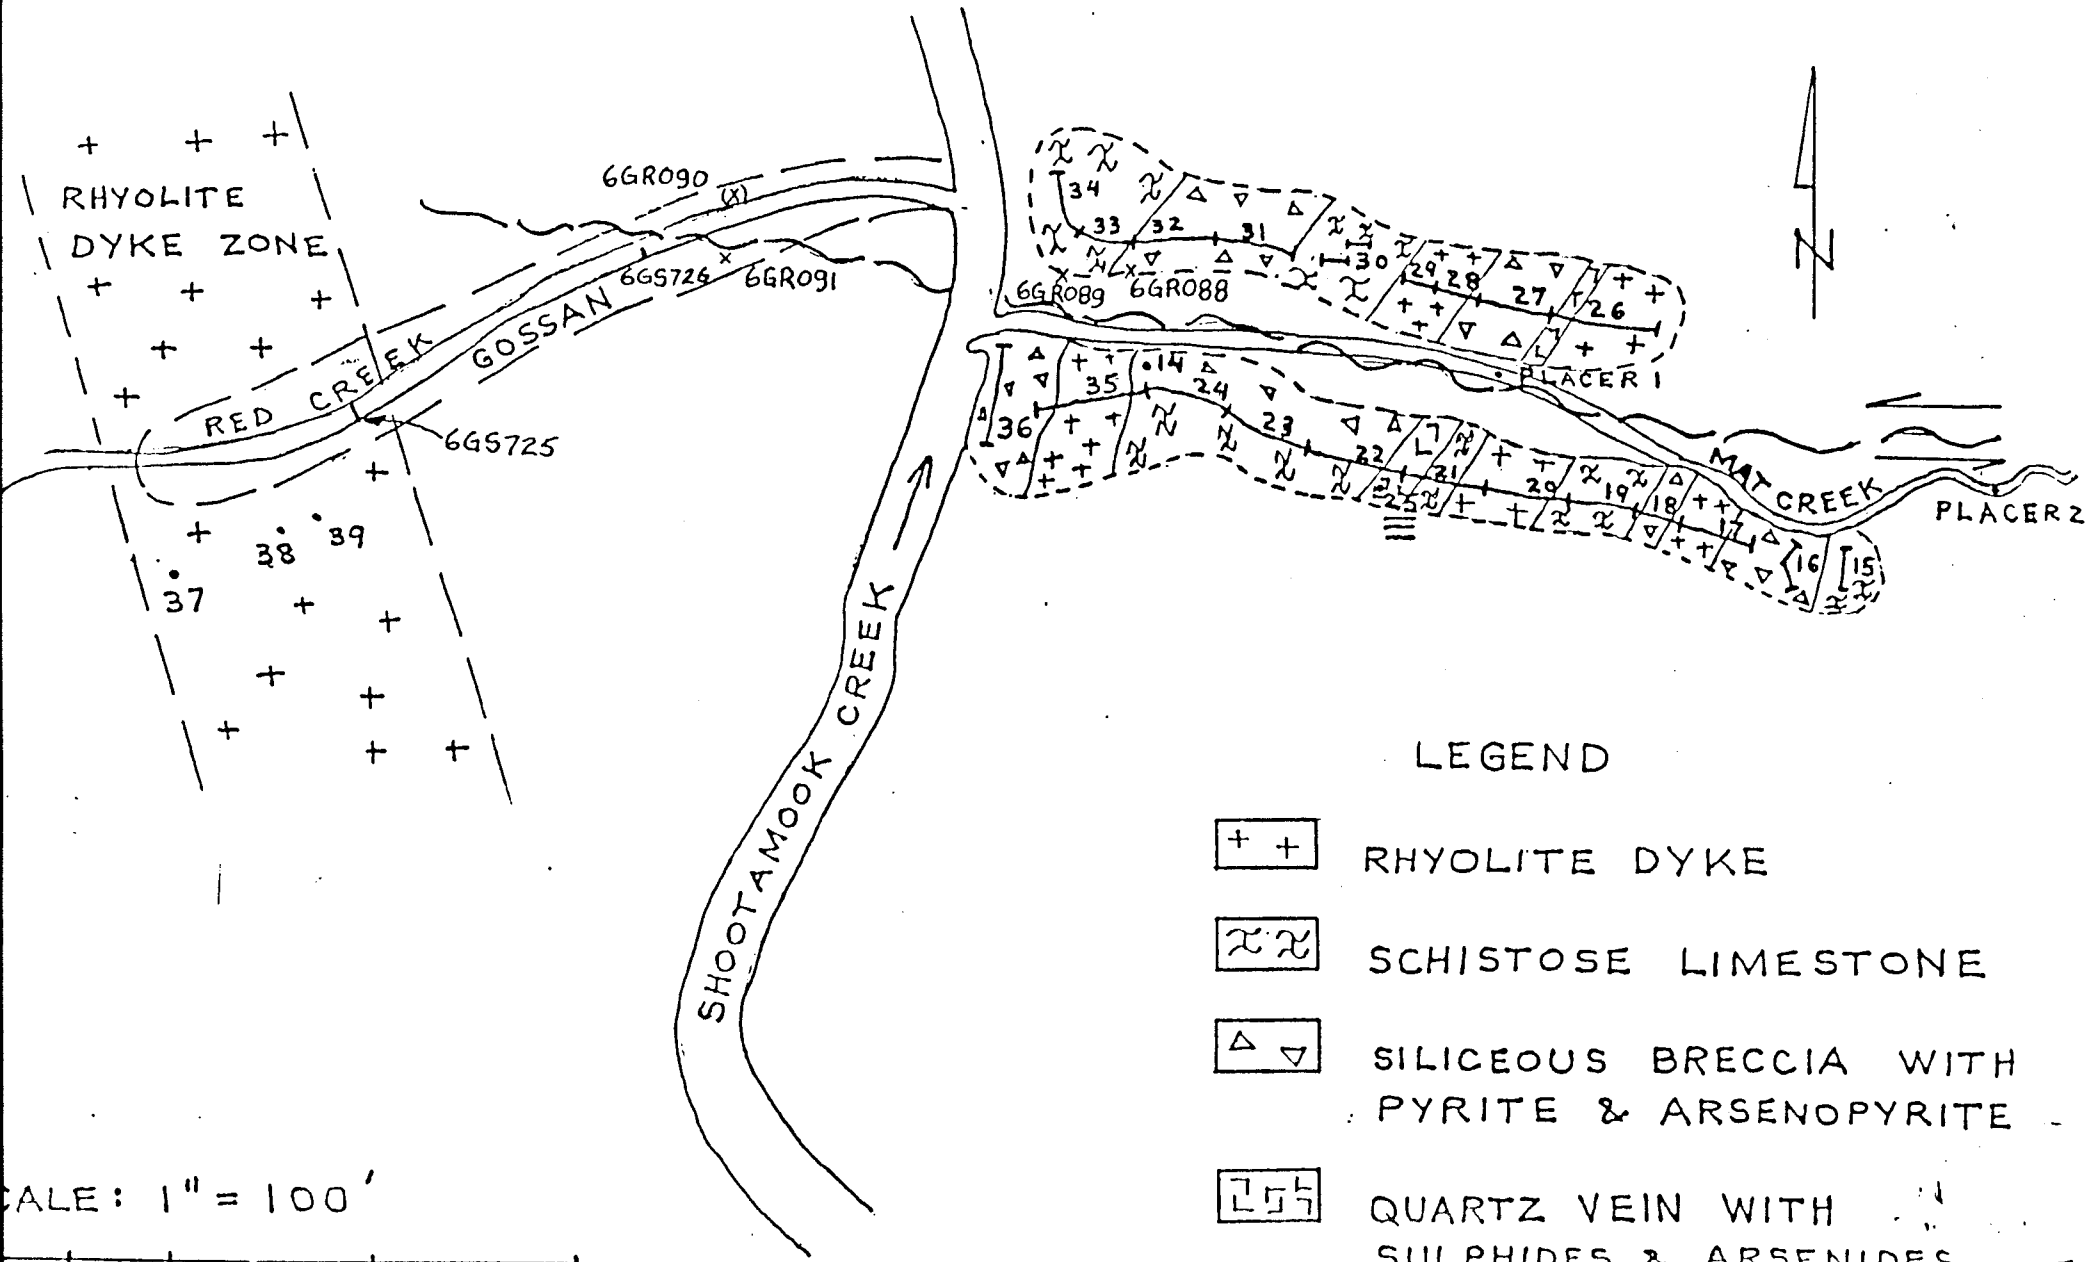 RHYOLITE
DYKE ZONE
RED CREEK
GOSSAN
6GR090
(X)
6GS726
6GR091
6GS725
37
38
39
34
33
32
31
30
29
28
27
26
6GR089
6GR088
PLACER 1
N
14
35
36
24
23
22
21
25
20
19
18
17
16
15
MAT CREEK
PLACER 2
SHOOTAMOOK CREEK
LEGEND
RHYOLITE DYKE
SCHISTOSE LIMESTONE
SILICEOUS BRECCIA WITH
PYRITE & ARSENOPYRITE
QUARTZ VEIN WITH
SULPHIDES & ARSENIDES
CALE: 1" = 100'